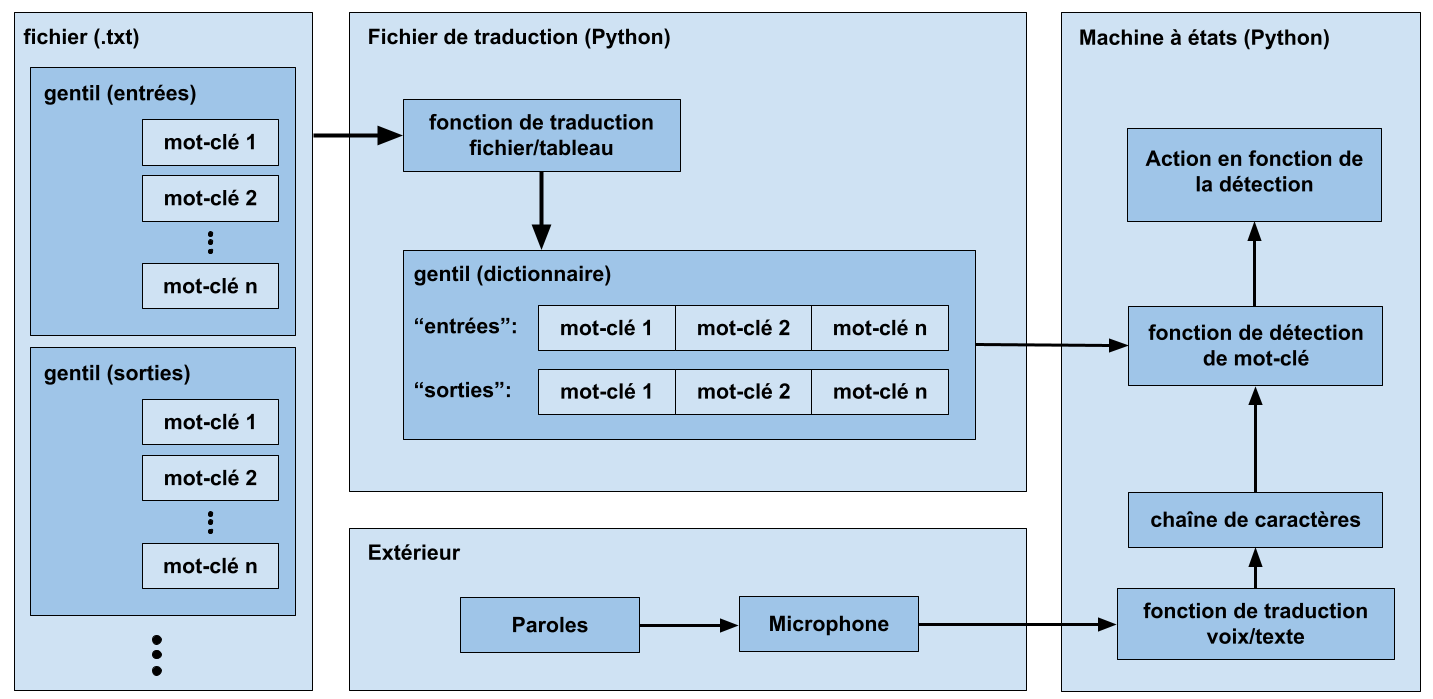 fichier (.txt)
gentil (entrées)
mot-clé 1
mot-clé 2
mot-clé n
gentil (sorties)
mot-clé 1
mot-clé 2
mot-clé n
Fichier de traduction (Python)
fonction de traduction
fichier/tableau
gentil (dictionnaire)
“entrées”: mot-clé 1 mot-clé 2 mot-clé n
“sorties”: mot-clé 1 mot-clé 2 mot-clé n
Extérieur
Paroles
Microphone
Machine à états (Python)
Action en fonction de
la détection
fonction de détection
de mot-clé
chaîne de caractères
fonction de traduction
voix/texte